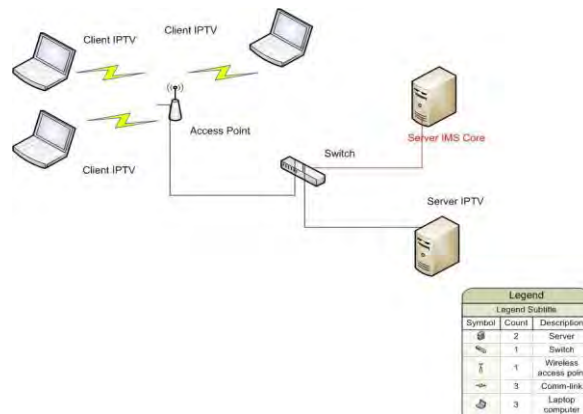 Client IPTV
Client IPTV
Client IPTV
Access Point
Switch
Server IMS Core
Server IPTV
Legend
Legend Subtitle
Symbol Count Description
2 Server
1 Switch
1 Wireless
access point
3 Comm-link
3 Laptop
computer